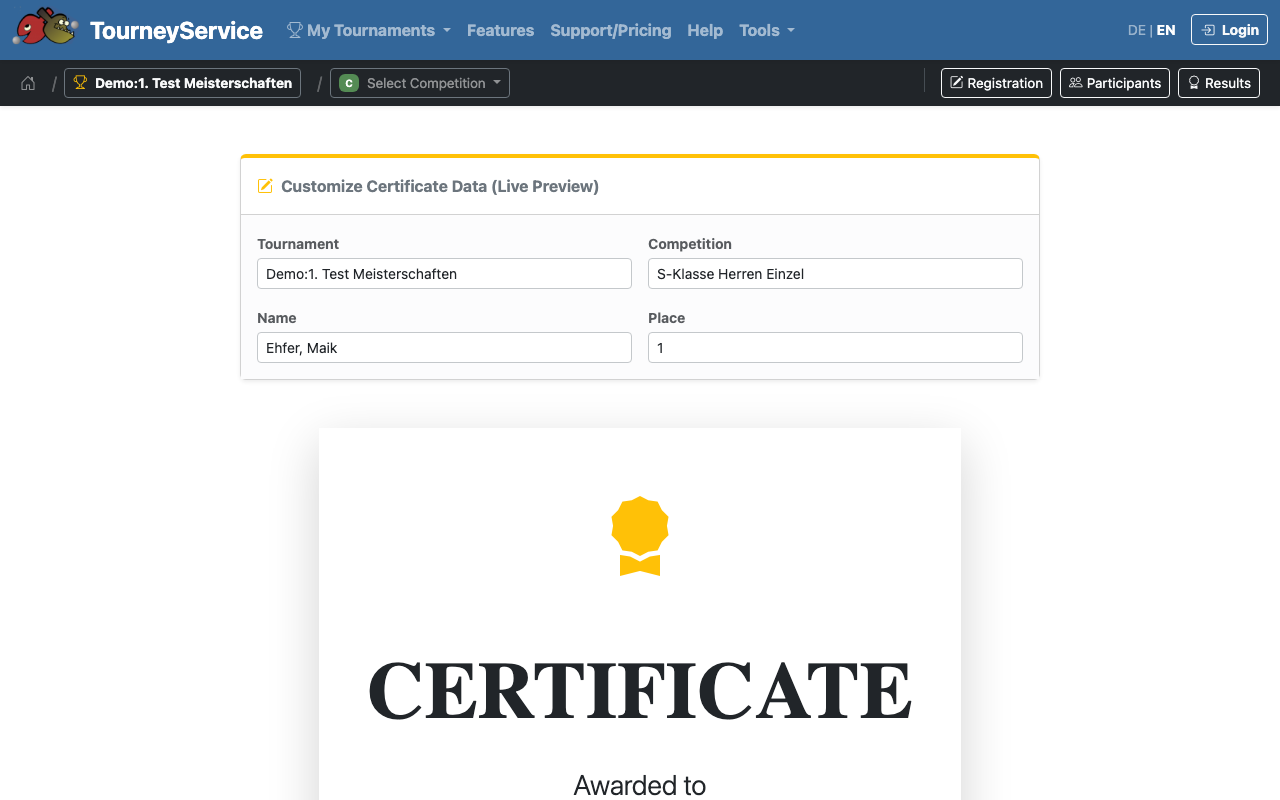 TourneyService My Tournaments Features Support/Pricing Help Tools DE | EN Login
/ Demo:1. Test Meisterschaften / C Select Competition Registration Participants Results
Customize Certificate Data (Live Preview)
Tournament Competition
Demo:1. Test Meisterschaften S-Klasse Herren Einzel
Name Place
Ehfer, Maik 1
CERTIFICATE
Awarded to